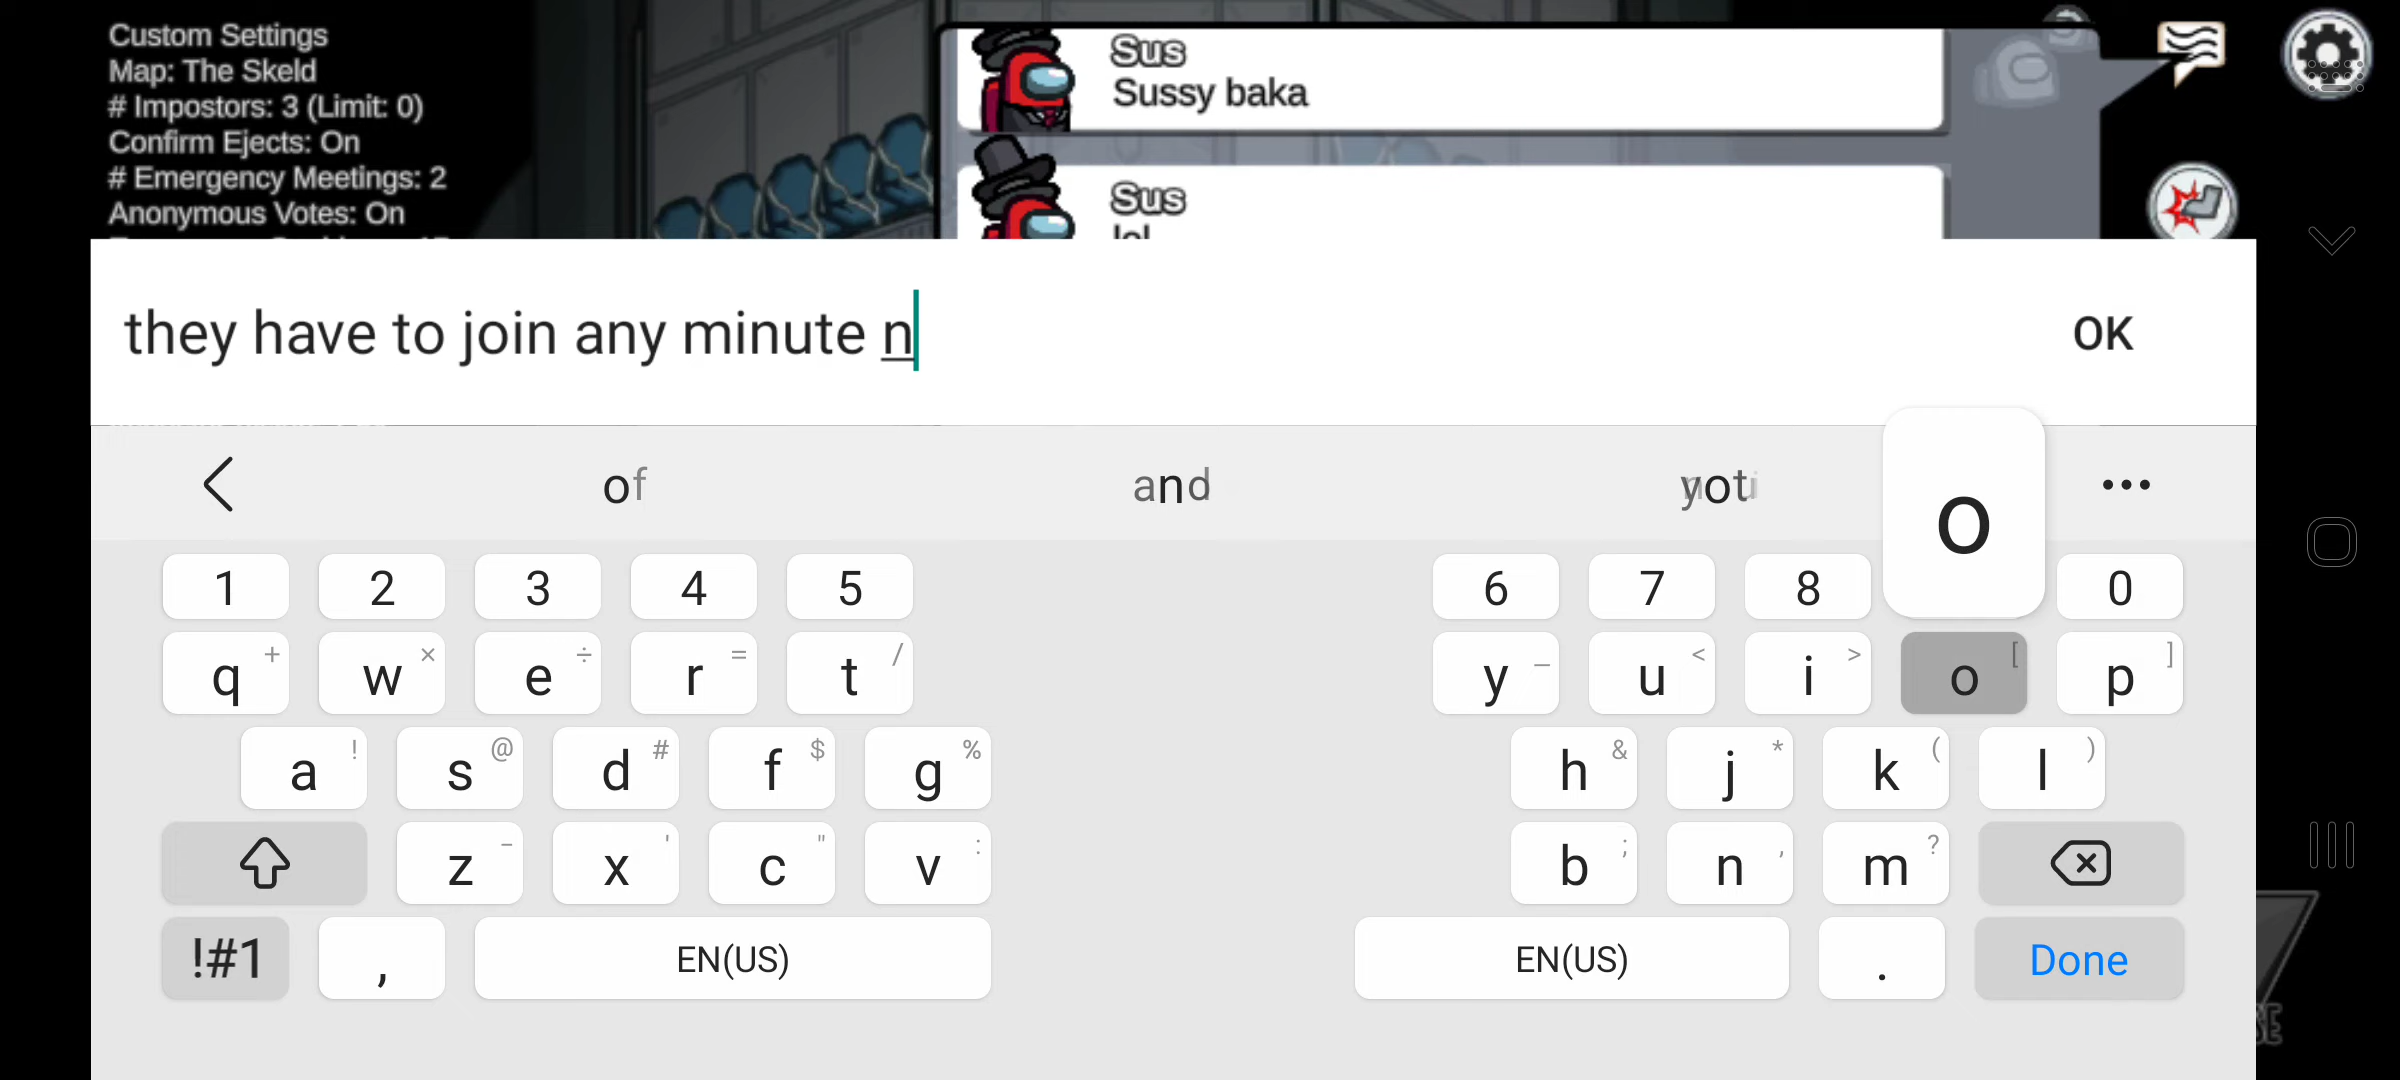 Custom Settings
Map: The Skeld
# Impostors: 3 (Limit: 0)
Confirm Ejects: On
# Emergency Meetings: 2
Anonymous Votes: On
Sus
Sussy baka
Sus
lol
they have to join any minute n
OK
of
and
o
1 2 3 4 5 6 7 8 0
q + w × e ÷ r = t / y _ u < i > o [ p ]
a ! s @ d # f $ g % h & j * k ( l )
z - x ' c " v : b ; n , m ?
!#1 , EN(US) EN(US) . Done